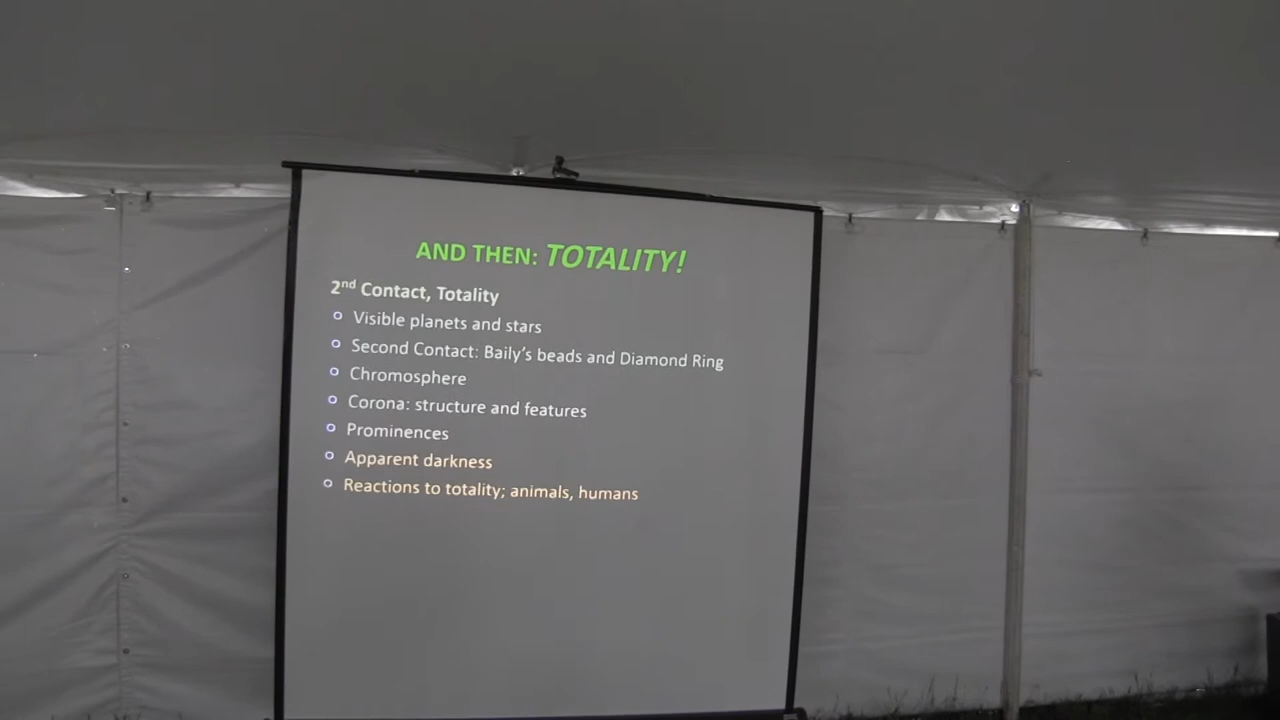 AND THEN: TOTALITY!
2nd Contact, Totality
Visible planets and stars
Second Contact: Baily's beads and Diamond Ring
Chromosphere
Corona: structure and features
Prominences
Apparent darkness
Reactions to totality; animals, humans